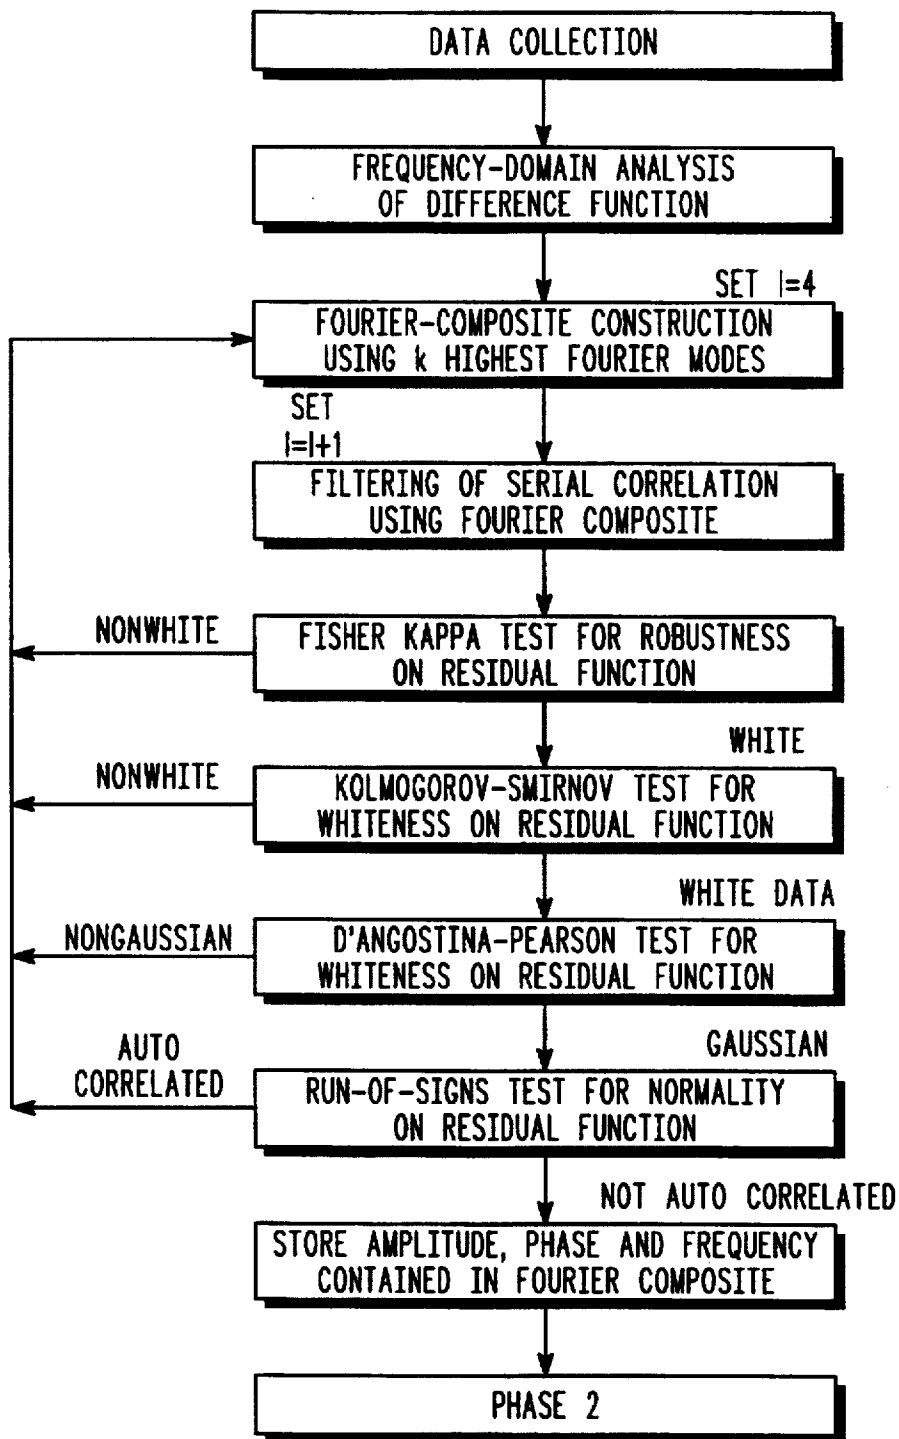 DATA COLLECTION
FREQUENCY-DOMAIN ANALYSIS
OF DIFFERENCE FUNCTION
SET l=4
FOURIER-COMPOSITE CONSTRUCTION
USING k HIGHEST FOURIER MODES
SET
l=l+1
FILTERING OF SERIAL CORRELATION
USING FOURIER COMPOSITE
NONWHITE
FISHER KAPPA TEST FOR ROBUSTNESS
ON RESIDUAL FUNCTION
WHITE
NONWHITE
KOLMOGOROV-SMIRNOV TEST FOR
WHITENESS ON RESIDUAL FUNCTION
WHITE DATA
NONGAUSSIAN
D'ANGOSTINA-PEARSON TEST FOR
WHITENESS ON RESIDUAL FUNCTION
GAUSSIAN
AUTO
CORRELATED
RUN-OF-SIGNS TEST FOR NORMALITY
ON RESIDUAL FUNCTION
NOT AUTO CORRELATED
STORE AMPLITUDE, PHASE AND FREQUENCY
CONTAINED IN FOURIER COMPOSITE
PHASE 2